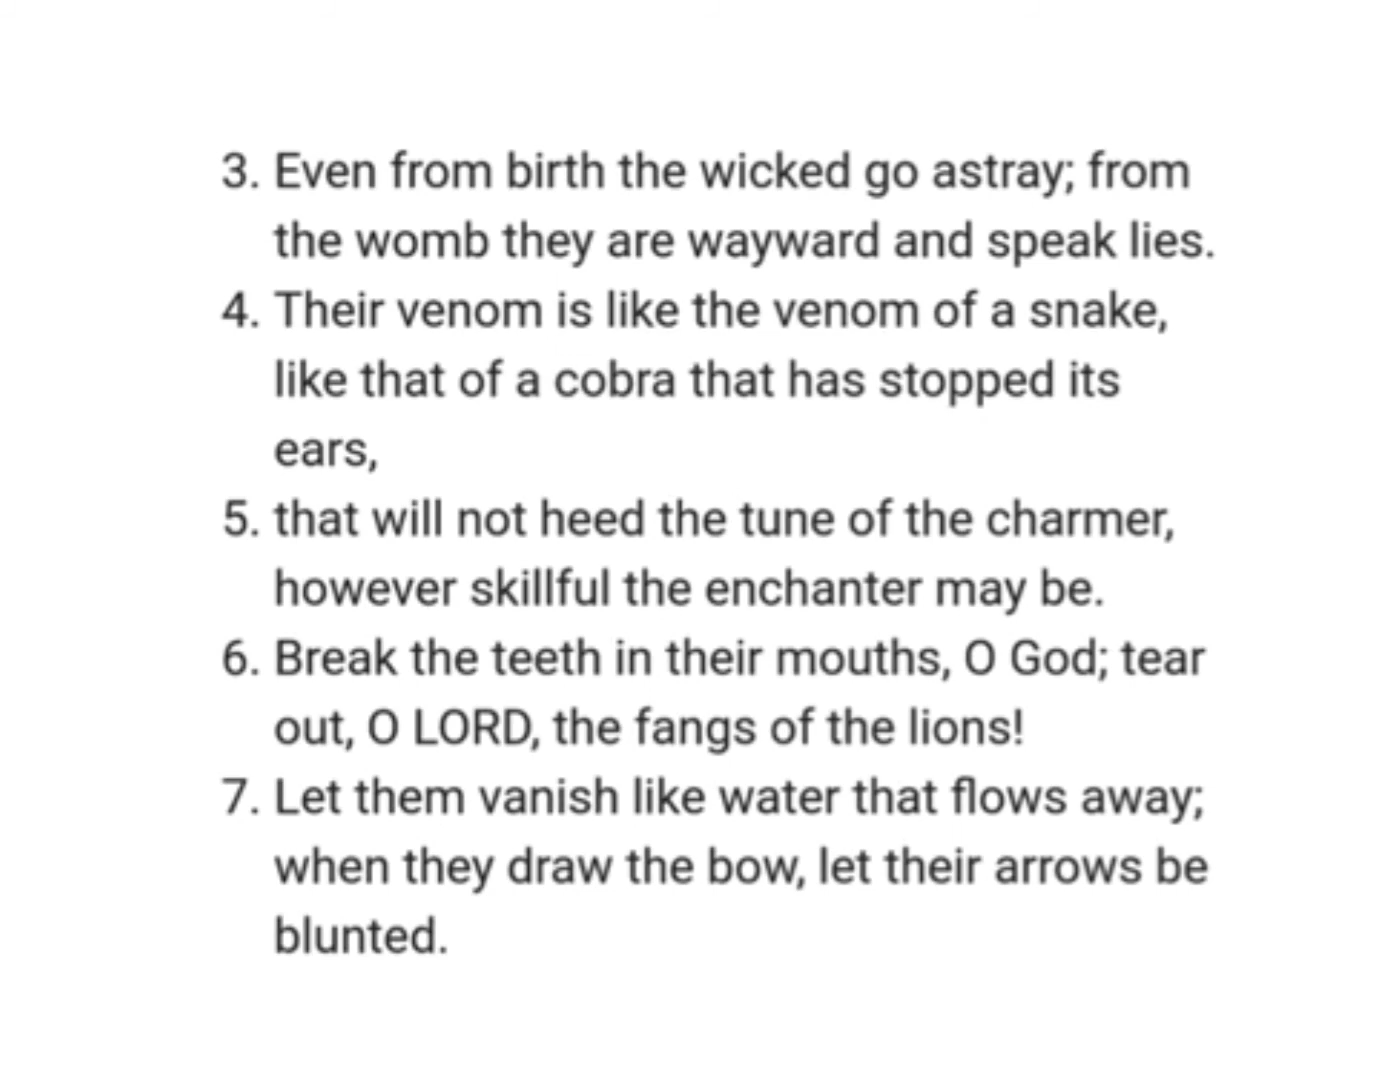 3. Even from birth the wicked go astray; from
the womb they are wayward and speak lies.
4. Their venom is like the venom of a snake,
like that of a cobra that has stopped its
ears,
5. that will not heed the tune of the charmer,
however skillful the enchanter may be.
6. Break the teeth in their mouths, O God; tear
out, O LORD, the fangs of the lions!
7. Let them vanish like water that flows away;
when they draw the bow, let their arrows be
blunted.